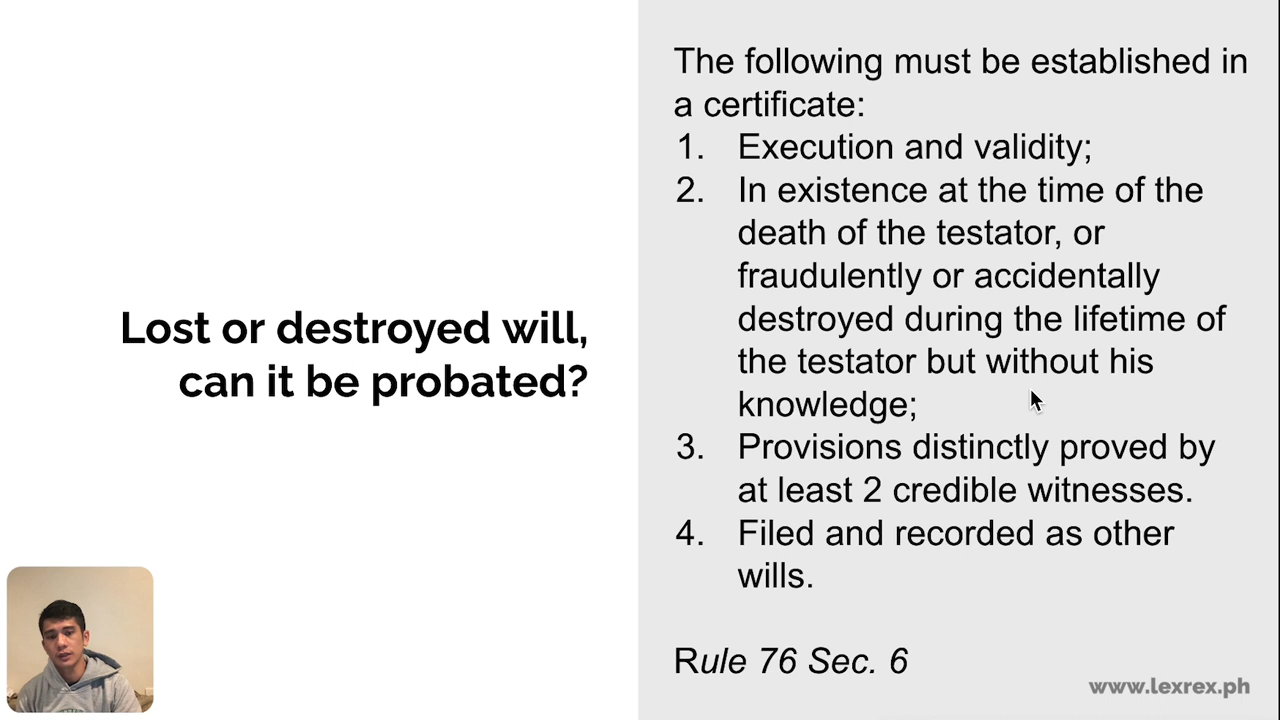 Lost or destroyed will,
can it be probated?
The following must be established in
a certificate:
1. Execution and validity;
2. In existence at the time of the
death of the testator, or
fraudulently or accidentally
destroyed during the lifetime of
the testator but without his
knowledge;
3. Provisions distinctly proved by
at least 2 credible witnesses.
4. Filed and recorded as other
wills.
Rule 76 Sec. 6
www.lexrex.ph